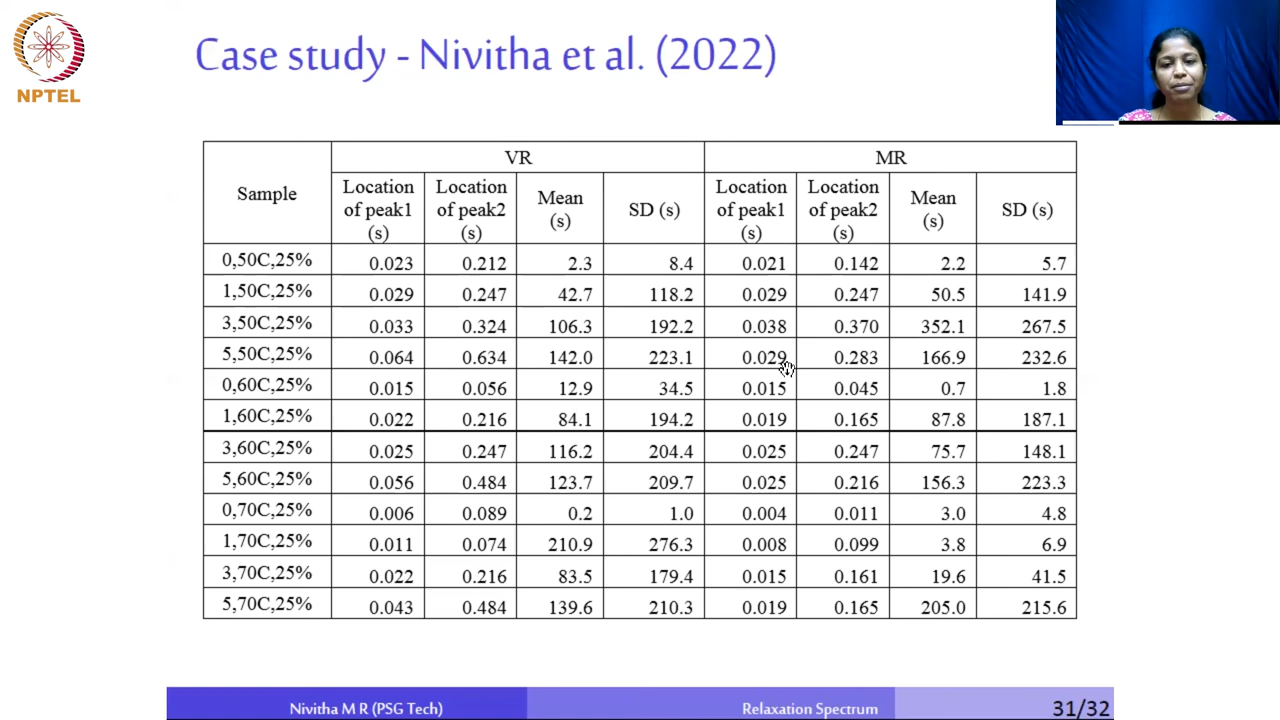 Case study - Nivitha et al. (2022)
NPTEL
Sample VR MR
Location of peak1 (s) Location of peak2 (s) Mean (s) SD (s) Location of peak1 (s) Location of peak2 (s) Mean (s) SD (s)
0,50C,25% 0.023 0.212 2.3 8.4 0.021 0.142 2.2 5.7
1,50C,25% 0.029 0.247 42.7 118.2 0.029 0.247 50.5 141.9
3,50C,25% 0.033 0.324 106.3 192.2 0.038 0.370 352.1 267.5
5,50C,25% 0.064 0.634 142.0 223.1 0.029 0.283 166.9 232.6
0,60C,25% 0.015 0.056 12.9 34.5 0.015 0.045 0.7 1.8
1,60C,25% 0.022 0.216 84.1 194.2 0.019 0.165 87.8 187.1
3,60C,25% 0.025 0.247 116.2 204.4 0.025 0.247 75.7 148.1
5,60C,25% 0.056 0.484 123.7 209.7 0.025 0.216 156.3 223.3
0,70C,25% 0.006 0.089 0.2 1.0 0.004 0.011 3.0 4.8
1,70C,25% 0.011 0.074 210.9 276.3 0.008 0.099 3.8 6.9
3,70C,25% 0.022 0.216 83.5 179.4 0.015 0.161 19.6 41.5
5,70C,25% 0.043 0.484 139.6 210.3 0.019 0.165 205.0 215.6
Nivitha M R (PSG Tech) Relaxation Spectrum 31/32